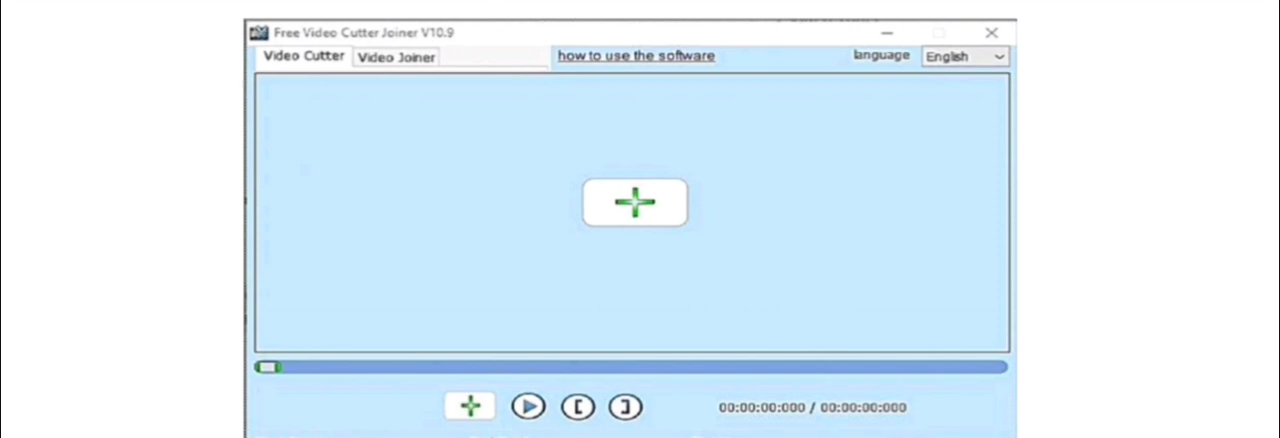 Free Video Cutter Joiner V10.9
Video Cutter Video Joiner how to use the software language English
00:00:00:000 / 00:00:00:000